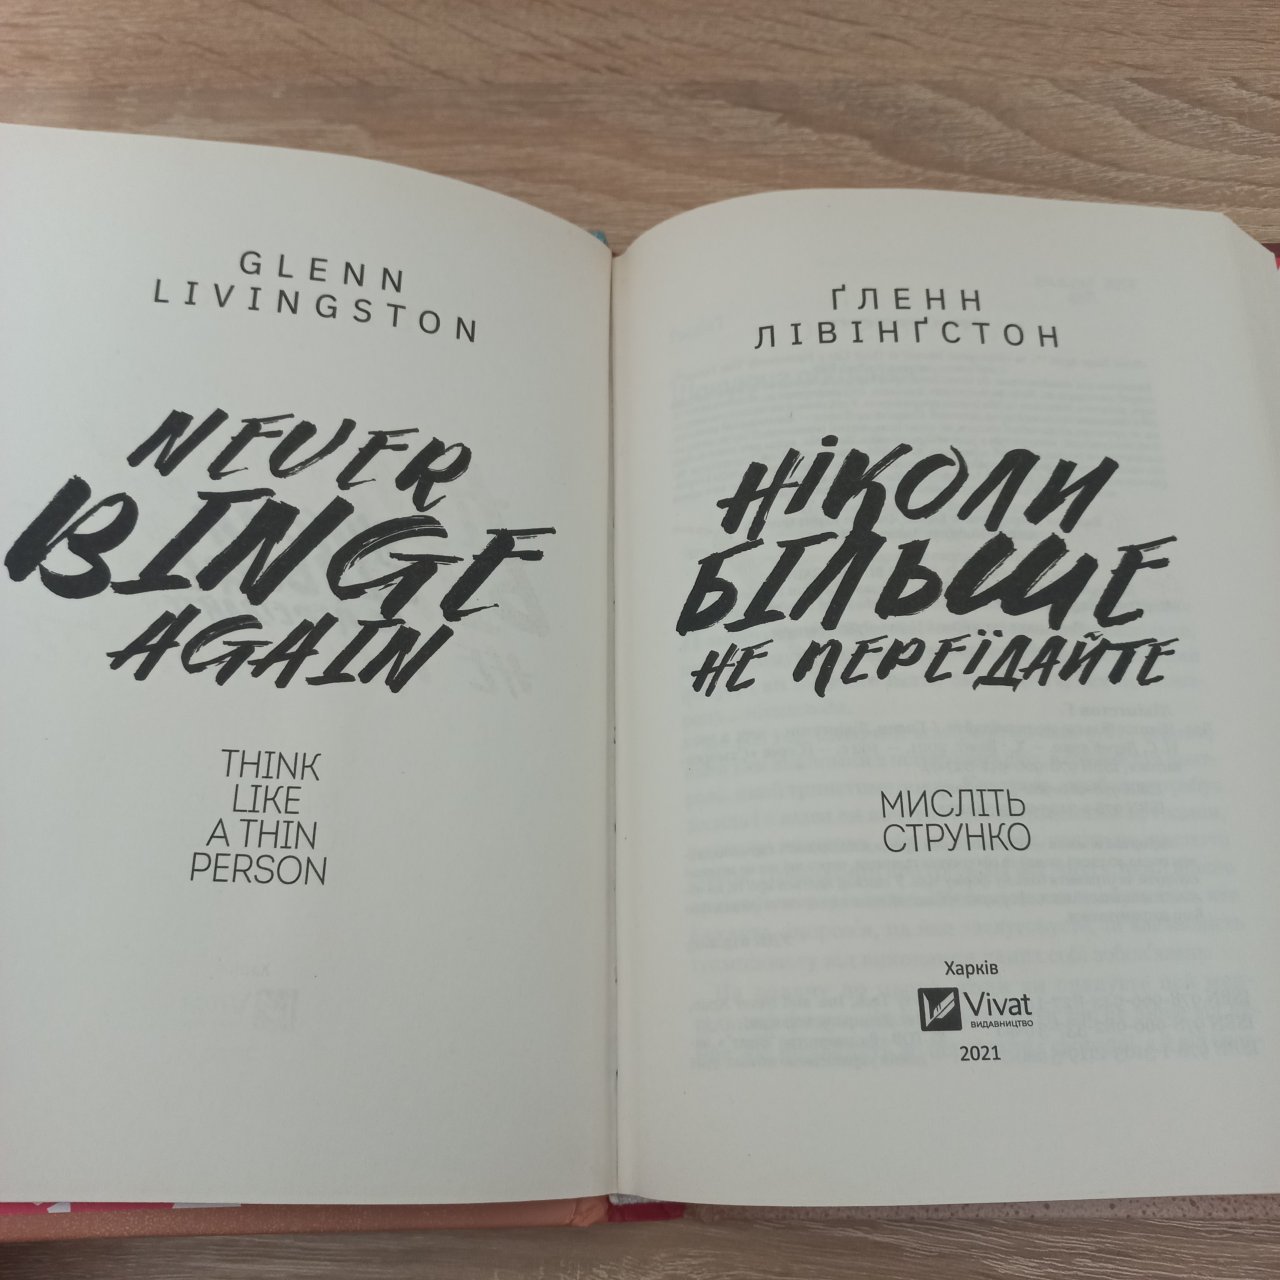 GLENN
LIVINGSTON
NEVER
BINGE
AGAIN
THINK
LIKE
A THIN
PERSON
ҐЛЕНН
ЛІВІНҐСТОН
НІКОЛИ
БІЛЬШЕ
НЕ ПЕРЕЇДАЙТЕ
МИСЛІТЬ
СТРУНКО
Харків
Vivat
ВИДАВНИЦТВО
2021